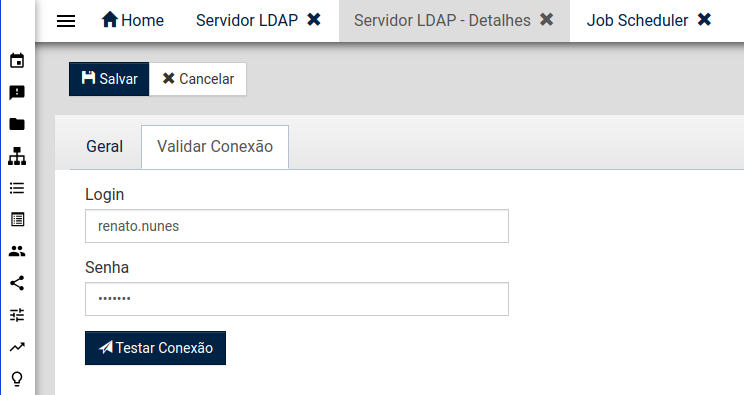 Home Servidor LDAP Servidor LDAP - Detalhes Job Scheduler
Salvar Cancelar
Geral Validar Conexão
Login
renato.nunes
Senha
•••••••
Testar Conexão